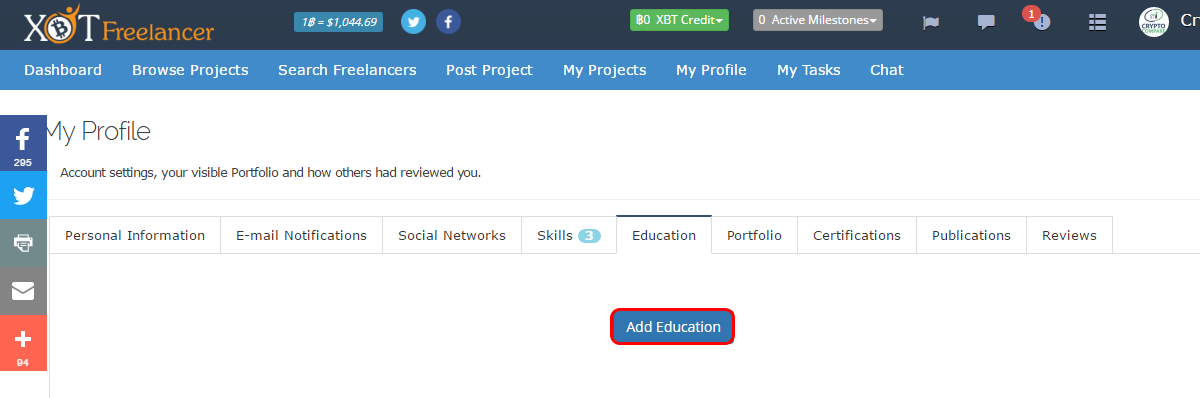 XBT Freelancer
1฿ = $1,044.69
฿0 XBT Credit
0 Active Milestones
1
CRYPTO
COMPARE
Cr
Dashboard Browse Projects Search Freelancers Post Project My Projects My Profile My Tasks Chat
My Profile
295
Account settings, your visible Portfolio and how others had reviewed you.
Personal Information E-mail Notifications Social Networks Skills 3 Education Portfolio Certifications Publications Reviews
Add Education
94